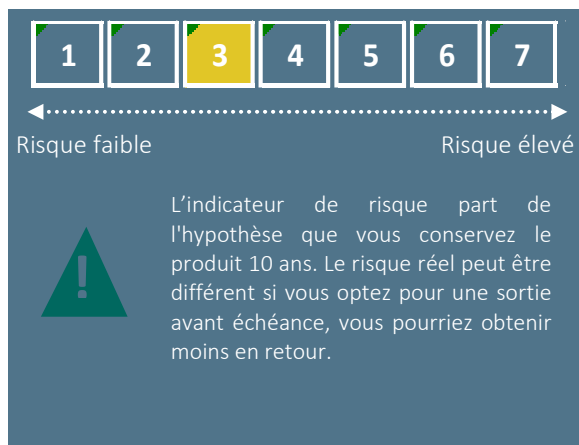 1 2 3 4 5 6 7
Risque faible Risque élevé
L’indicateur de risque part de
l'hypothèse que vous conservez le
produit 10 ans. Le risque réel peut être
différent si vous optez pour une sortie
avant échéance, vous pourriez obtenir
moins en retour.
!